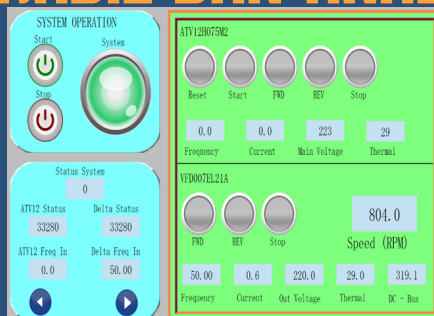 SYSTEM OPERATION
Start
System
Stop
Status System
0
ATV12 Status
Delta Status
33280
33280
ATV12 Freq In
Delta Freq In
0.0
50.00
ATV12H075M2
Reset
Start
FWD
REV
Stop
0.0
0.0
223
29
Frequency
Current
Main Voltage
Thermal
VFD007EL21A
FWD
REV
Stop
804.0
Speed (RPM)
50.00
0.6
220.0
29.0
319.1
Frequency
Current
Out Voltage
Thermal
DC - Bus